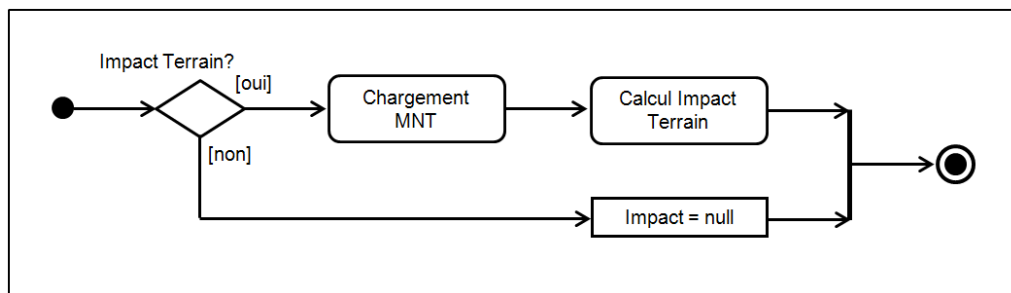 Impact Terrain?
[oui]
Chargement
MNT
Calcul Impact
Terrain
[non]
Impact = null